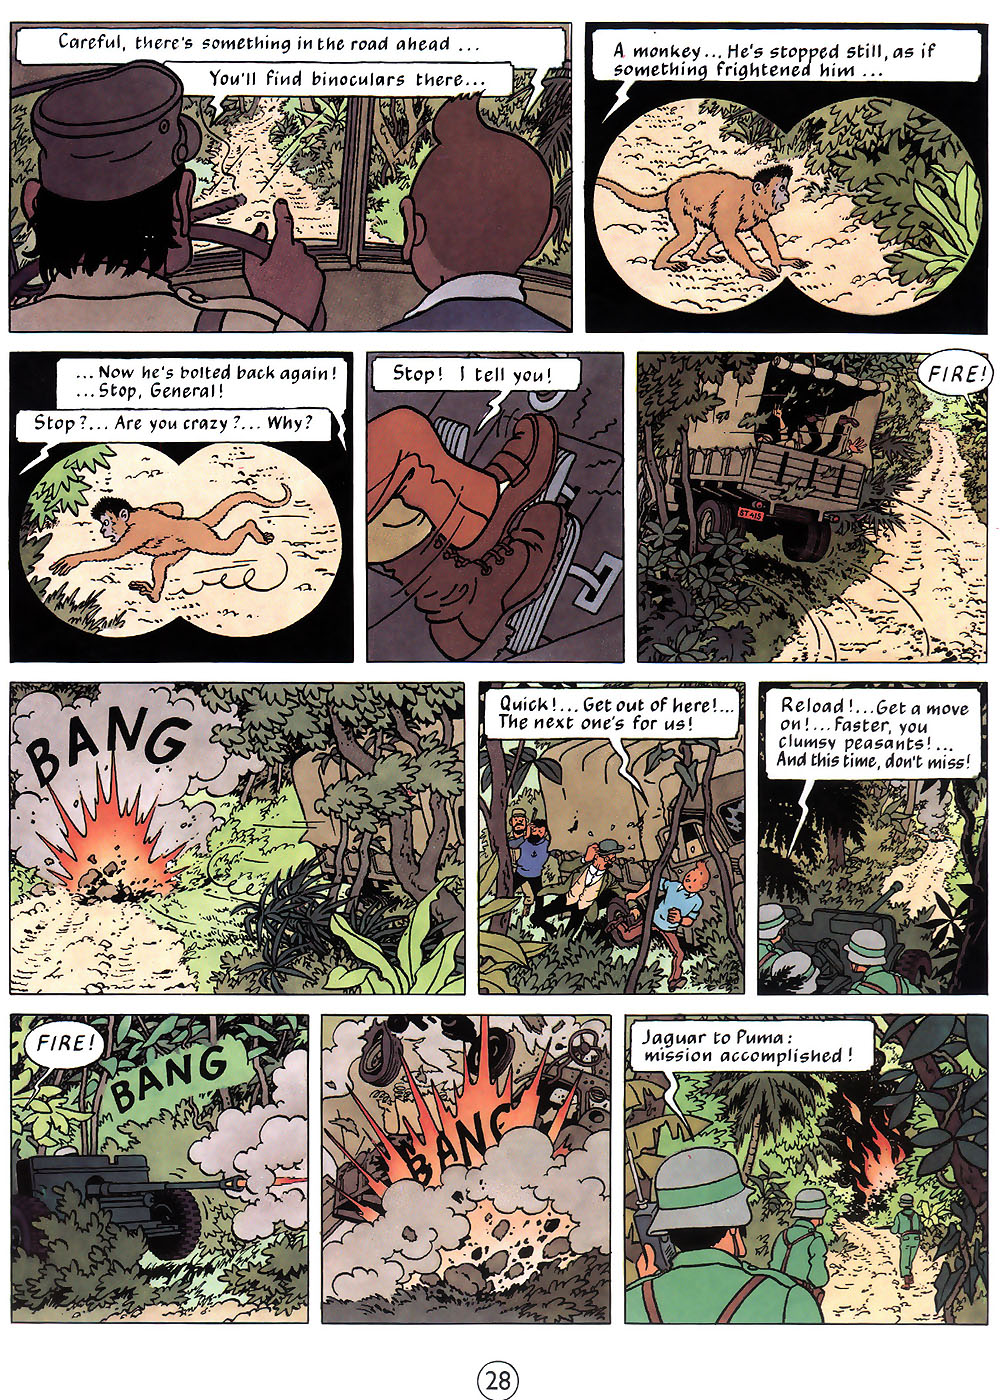 Careful, there's something in the road ahead ...
You'll find binoculars there...
A monkey... He's stopped still, as if
something frightened him ...
... Now he's bolted back again!
...Stop, General!
Stop?... Are you crazy?... Why?
Stop! I tell you!
FIRE!
BANG
Quick!... Get out of here!...
The next one's for us!
Reload!...Get a move
on!... Faster, you
clumsy peasants!...
And this time, don't miss!
FIRE!
BANG
BANG
Jaguar to Puma:
mission accomplished!
28